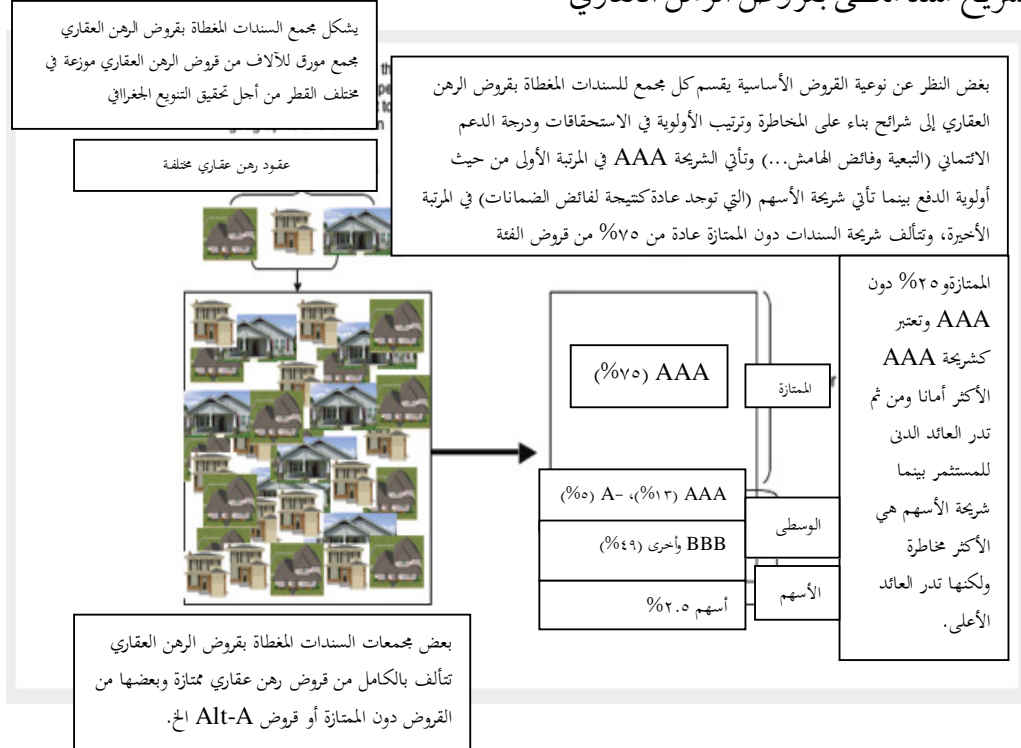 يشكل مجمع السندات المغطاة بقروض الرهن العقاري
مجمع مورق للآلاف من قروض الرهن العقاري موزعة في
مختلف القطر من أجل تحقيق التنويع الجغراافي
عقود رهن عقاري مختلفة
بغض النظر عن نوعية القروض الأساسية يقسم كل مجمع للسندات المغطاة بقروض الرهن
العقاري إلى شرائح بناء على المخاطرة وترتيب الأولوية في الاستحقاقات ودرجة الدعم
الائتماني (التبعية وفائض الهامش...) وتأتي الشريحة AAA في المرتبة الأولى من حيث
أولوية الدفع بينما تأتي شريحة الأسهم (التي توجد عادة كنتيجة لفائض الضمانات) في المرتبة
الأخيرة، وتتألف شريحة السندات دون الممتازة عادة من ٧٥% من قروض الفئة
الممتازةو ٢٥% دون
AAA وتعتبر
كشريحة AAA
الأكثر أمانا ومن ثم
تدر العائد الدنى
للمستثمر بينما
شريحة الأسهم هي
الأكثر مخاطرة
ولكنها تدر العائد
الأعلى.
AAA (٧٥%)
الممتازة
AAA (١٣%)، A- (٥%)
الوسطى
BBB وأخرى (٤٩%)
الأسهم
أسهم ٢.٥%
بعض مجمعات السندات المغطاة بقروض الرهن العقاري
تتألف بالكامل من قروض رهن عقاري ممتازة وبعضها من
القروض دون الممتازة أو قروض Alt-A الخ.